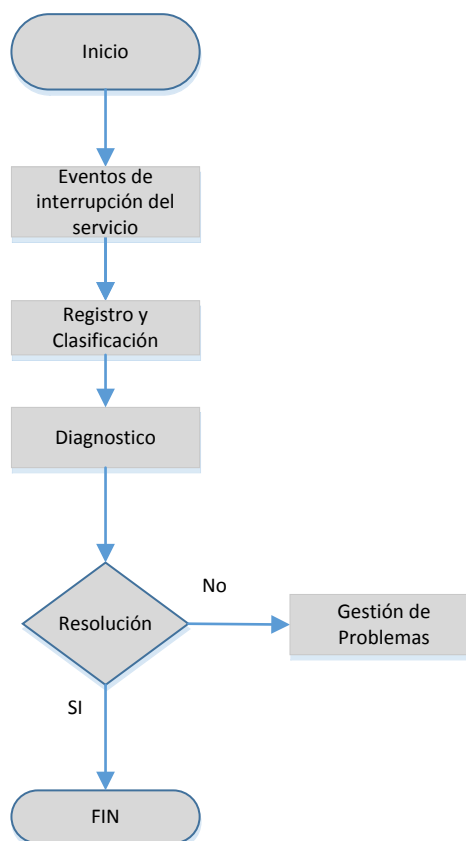 Inicio
Eventos de
interrupción del
servicio
Registro y
Clasificación
Diagnostico
No
Resolución
Gestión de
Problemas
SI
FIN